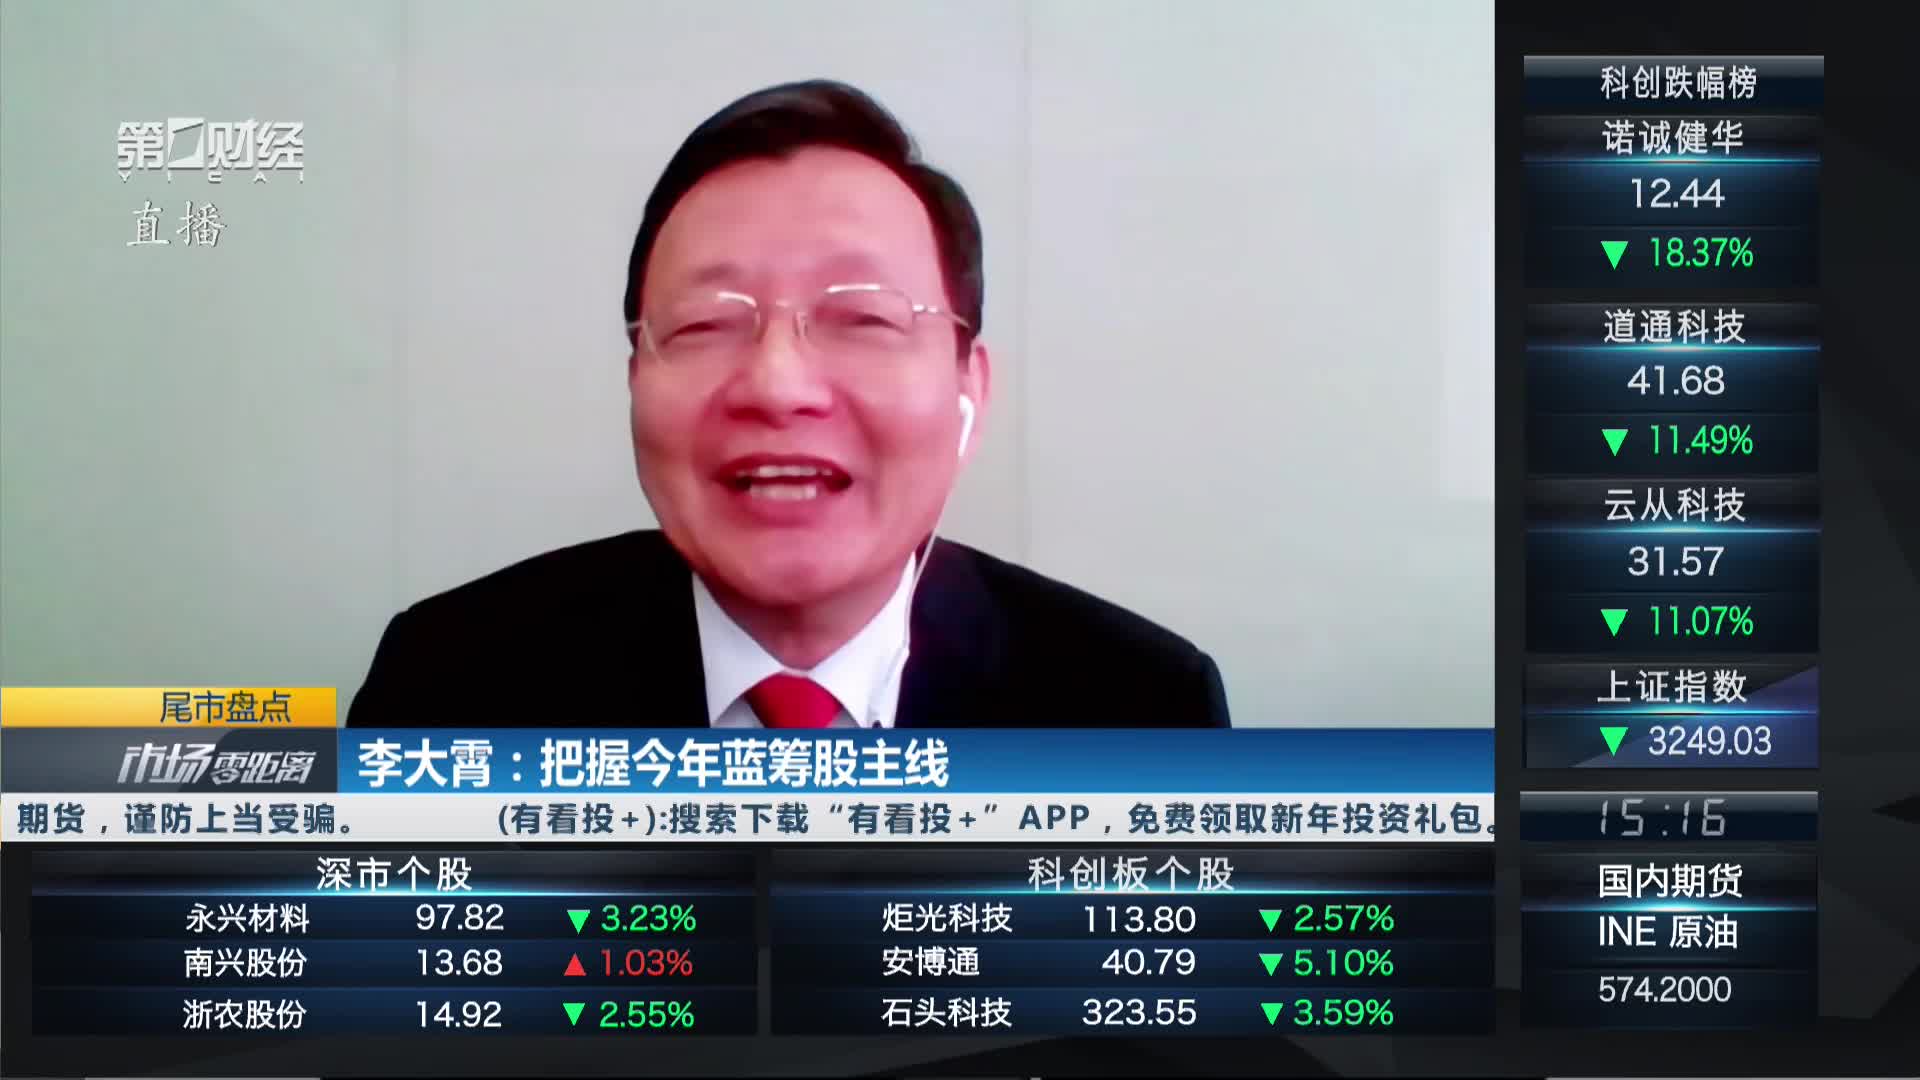 第一财经
YICAI
直播
尾市盘点
市场零距离
李大霄：把握今年蓝筹股主线
期货，谨防上当受骗。 (有看投+):搜索下载“有看投+”APP，免费领取新年投资礼包。
深市个股
永兴材料 97.82 ▼ 3.23%
南兴股份 13.68 ▲ 1.03%
浙农股份 14.92 ▼ 2.55%
科创板个股
炬光科技 113.80 ▼ 2.57%
安博通 40.79 ▼ 5.10%
石头科技 323.55 ▼ 3.59%
科创跌幅榜
诺诚健华
12.44
▼ 18.37%
道通科技
41.68
▼ 11.49%
云从科技
31.57
▼ 11.07%
上证指数
▼ 3249.03
15:16
国内期货
INE 原油
574.2000